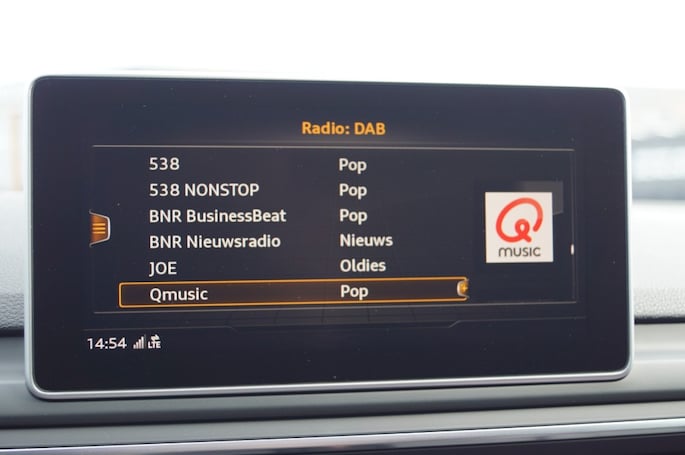 Radio: DAB
538 Pop
538 NONSTOP Pop
BNR BusinessBeat Pop
BNR Nieuwsradio Nieuws
JOE Oldies
Qmusic Pop
Q
MUSIC
14:54 LTE